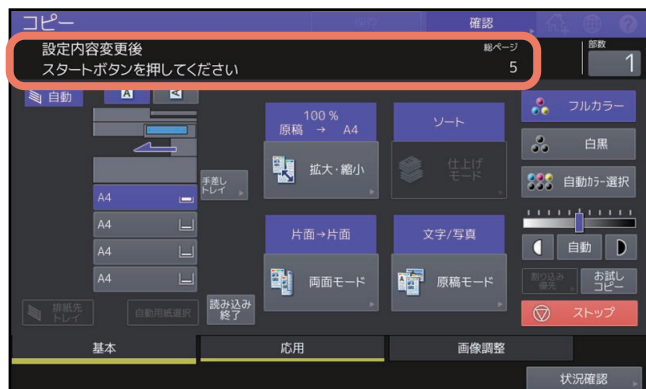 コピー
確認
設定内容変更後
スタートボタンを押してください
総ページ
5
部数
1
自動
A
A
100 %
原稿 → A4
ソート
フルカラー
拡大・縮小
仕上げ
モード
白黒
手差し
トレイ
自動カラー選択
A4
A4
A4
A4
片面→片面
文字/写真
自動
両面モード
原稿モード
割り込み
優先
お試し
コピー
排紙先
トレイ
自動用紙選択
読み込み
終了
ストップ
基本
応用
画像調整
状況確認